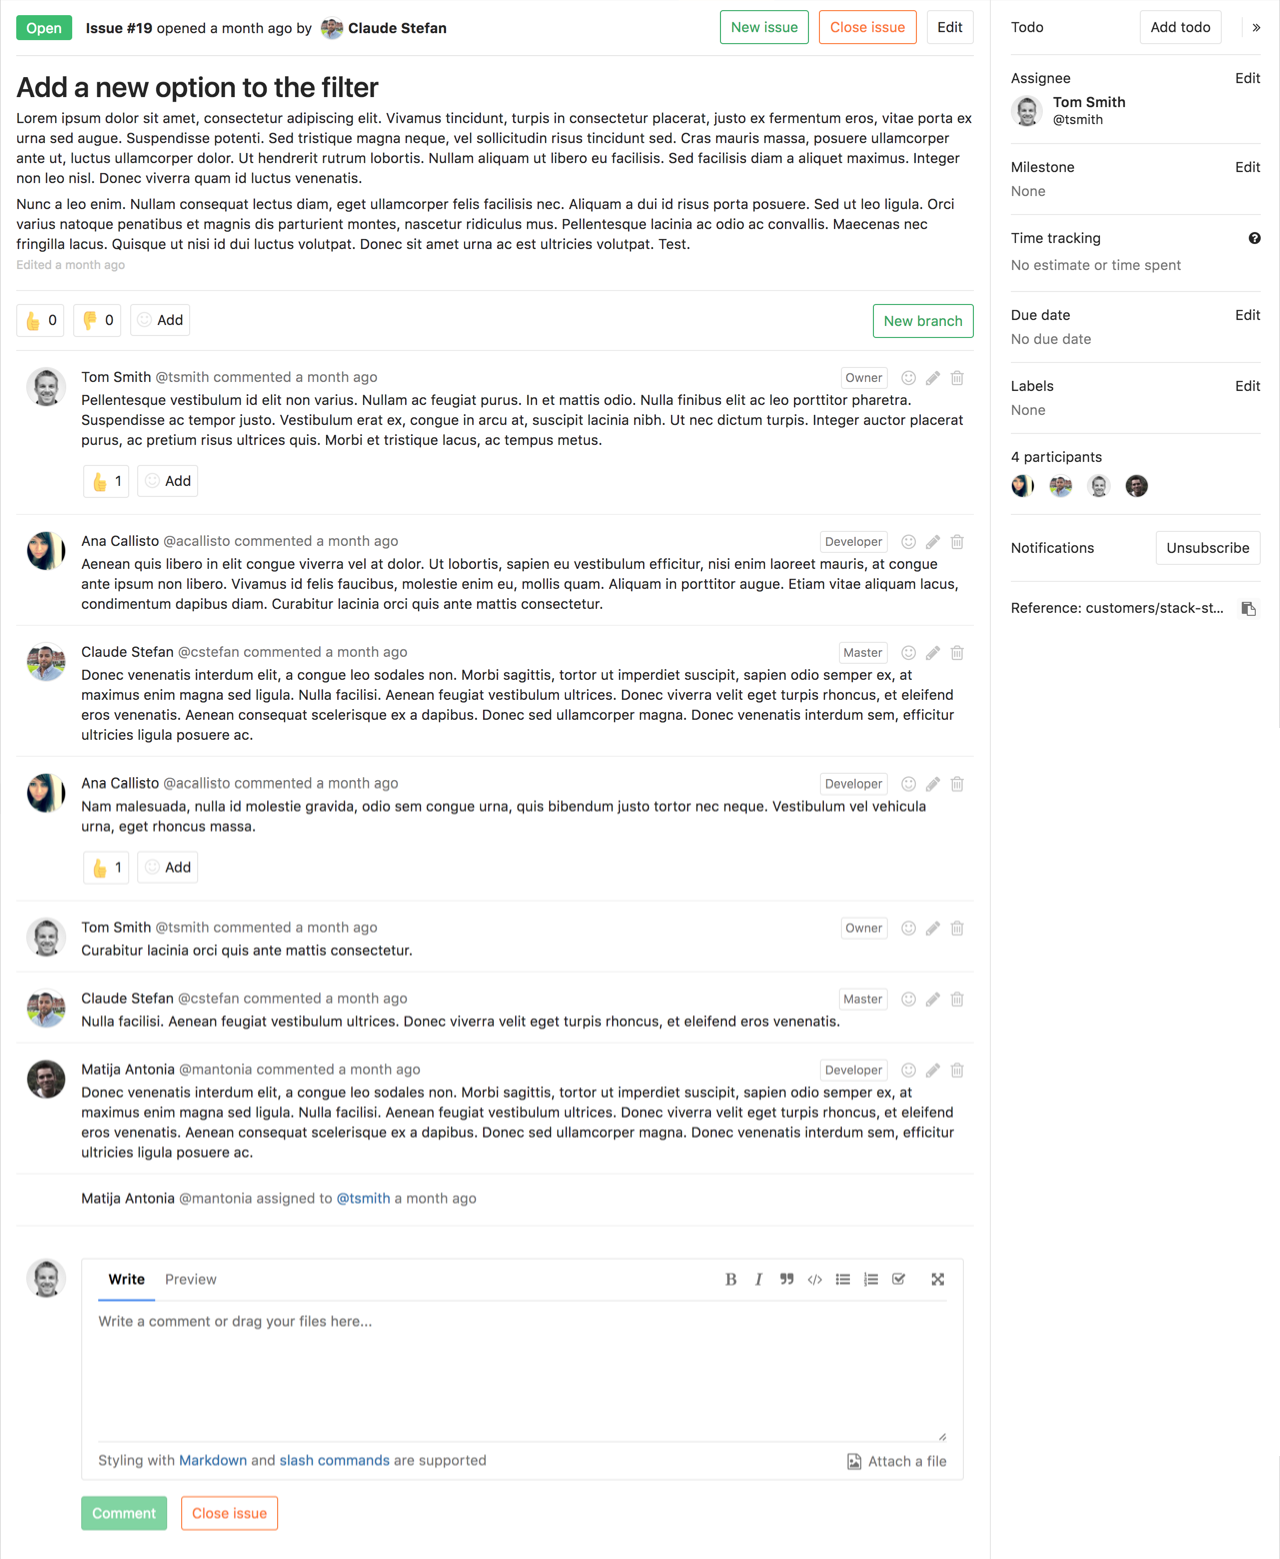 Open Issue #19 opened a month ago by Claude Stefan New issue Close issue Edit
Add a new option to the filter
Lorem ipsum dolor sit amet, consectetur adipiscing elit. Vivamus tincidunt, turpis in consectetur placerat, justo ex fermentum eros, vitae porta ex
urna sed augue. Suspendisse potenti. Sed tristique magna neque, vel sollicitudin risus tincidunt sed. Cras mauris massa, posuere ullamcorper
ante ut, luctus ullamcorper dolor. Ut hendrerit rutrum lobortis. Nullam aliquam ut libero eu facilisis. Sed facilisis diam a aliquet maximus. Integer
non leo nisl. Donec viverra quam id luctus venenatis.
Nunc a leo enim. Nullam consequat lectus diam, eget ullamcorper felis facilisis nec. Aliquam a dui id risus porta posuere. Sed ut leo ligula. Orci
varius natoque penatibus et magnis dis parturient montes, nascetur ridiculus mus. Pellentesque lacinia ac odio ac convallis. Maecenas nec
fringilla lacus. Quisque ut nisi id dui luctus volutpat. Donec sit amet urna ac est ultricies volutpat. Test.
Edited a month ago
0 0 Add New branch
Tom Smith @tsmith commented a month ago Owner
Pellentesque vestibulum id elit non varius. Nullam ac feugiat purus. In et mattis odio. Nulla finibus elit ac leo porttitor pharetra.
Suspendisse ac tempor justo. Vestibulum erat ex, congue in arcu at, suscipit lacinia nibh. Ut nec dictum turpis. Integer auctor placerat
purus, ac pretium risus ultrices quis. Morbi et tristique lacus, ac tempus metus.
1 Add
Ana Callisto @acallisto commented a month ago Developer
Aenean quis libero in elit congue viverra vel at dolor. Ut lobortis, sapien eu vestibulum efficitur, nisi enim laoreet mauris, at congue
ante ipsum non libero. Vivamus id felis faucibus, molestie enim eu, mollis quam. Aliquam in porttitor augue. Etiam vitae aliquam lacus,
condimentum dapibus diam. Curabitur lacinia orci quis ante mattis consectetur.
Claude Stefan @cstefan commented a month ago Master
Donec venenatis interdum elit, a congue leo sodales non. Morbi sagittis, tortor ut imperdiet suscipit, sapien odio semper ex, at
maximus enim magna sed ligula. Nulla facilisi. Aenean feugiat vestibulum ultrices. Donec viverra velit eget turpis rhoncus, et eleifend
eros venenatis. Aenean consequat scelerisque ex a dapibus. Donec sed ullamcorper magna. Donec venenatis interdum sem, efficitur
ultricies ligula posuere ac.
Ana Callisto @acallisto commented a month ago Developer
Nam malesuada, nulla id molestie gravida, odio sem congue urna, quis bibendum justo tortor nec neque. Vestibulum vel vehicula
urna, eget rhoncus massa.
1 Add
Tom Smith @tsmith commented a month ago Owner
Curabitur lacinia orci quis ante mattis consectetur.
Claude Stefan @cstefan commented a month ago Master
Nulla facilisi. Aenean feugiat vestibulum ultrices. Donec viverra velit eget turpis rhoncus, et eleifend eros venenatis.
Matija Antonia @mantonia commented a month ago Developer
Donec venenatis interdum elit, a congue leo sodales non. Morbi sagittis, tortor ut imperdiet suscipit, sapien odio semper ex, at
maximus enim magna sed ligula. Nulla facilisi. Aenean feugiat vestibulum ultrices. Donec viverra velit eget turpis rhoncus, et eleifend
eros venenatis. Aenean consequat scelerisque ex a dapibus. Donec sed ullamcorper magna. Donec venenatis interdum sem, efficitur
ultricies ligula posuere ac.
Matija Antonia @mantonia assigned to @tsmith a month ago
Write Preview
Write a comment or drag your files here...
Styling with Markdown and slash commands are supported Attach a file
Comment Close issue
Todo Add todo »
Assignee Edit
Tom Smith
@tsmith
Milestone Edit
None
Time tracking
No estimate or time spent
Due date Edit
No due date
Labels Edit
None
4 participants
Notifications Unsubscribe
Reference: customers/stack-st...